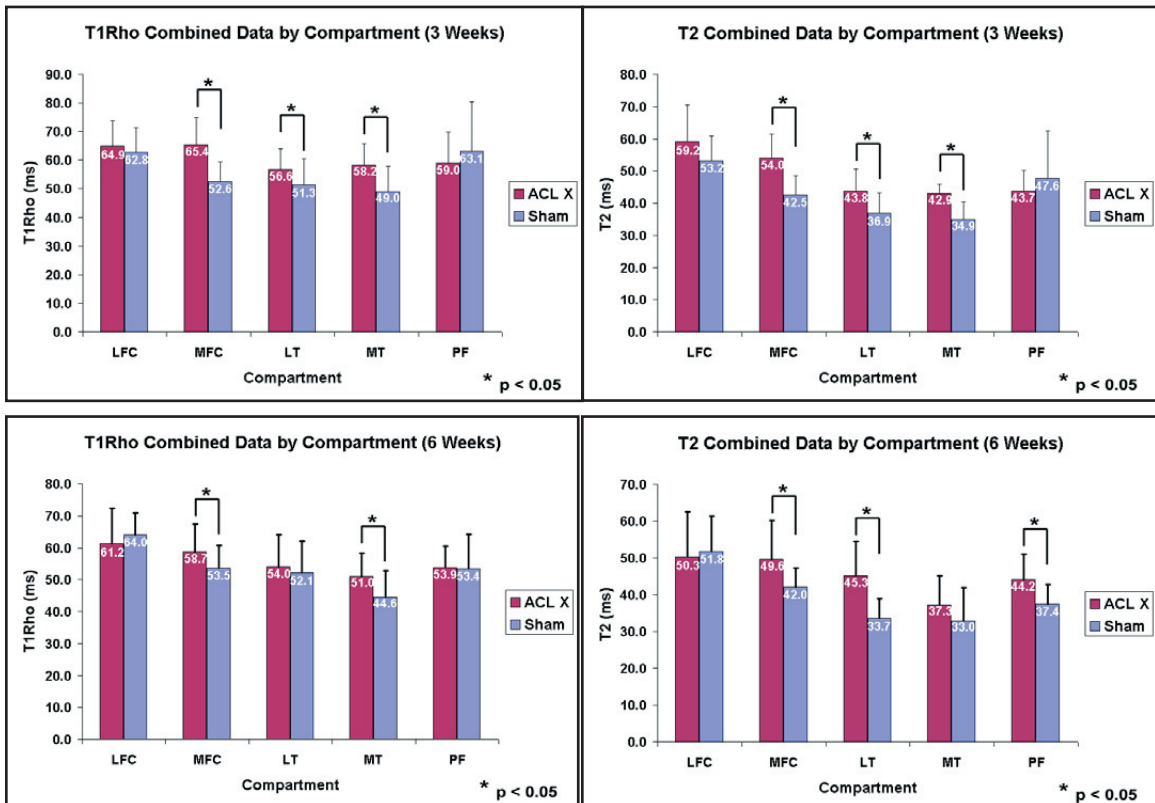 T1Rho Combined Data by Compartment (3 Weeks)
90.0
80.0
70.0
60.0
50.0
40.0
30.0
20.0
10.0
0.0
T1Rho (ms)
* * *
64.9 62.8 65.4 52.6 56.6 51.3 58.2 49.0 59.0 63.1
LFC MFC LT MT PF
Compartment
ACL X
Sham
* p < 0.05
T2 Combined Data by Compartment (3 Weeks)
80.0
70.0
60.0
50.0
40.0
30.0
20.0
10.0
0.0
T2 (ms)
* * *
59.2 53.2 54.0 42.5 43.8 36.9 42.9 34.9 43.7 47.6
LFC MFC LT MT PF
Compartment
ACL X
Sham
* p < 0.05
T1Rho Combined Data by Compartment (6 Weeks)
80.0
70.0
60.0
50.0
40.0
30.0
20.0
10.0
0.0
T1Rho (ms)
* *
61.2 64.0 58.7 53.5 54.0 52.1 51.0 44.6 53.9 53.4
LFC MFC LT MT PF
Compartment
ACL X
Sham
* p < 0.05
T2 Combined Data by Compartment (6 Weeks)
70.0
60.0
50.0
40.0
30.0
20.0
10.0
0.0
T2 (ms)
* * *
50.3 51.8 49.6 42.0 45.3 33.7 37.3 33.0 44.2 37.4
LFC MFC LT MT PF
Compartment
ACL X
Sham
* p < 0.05